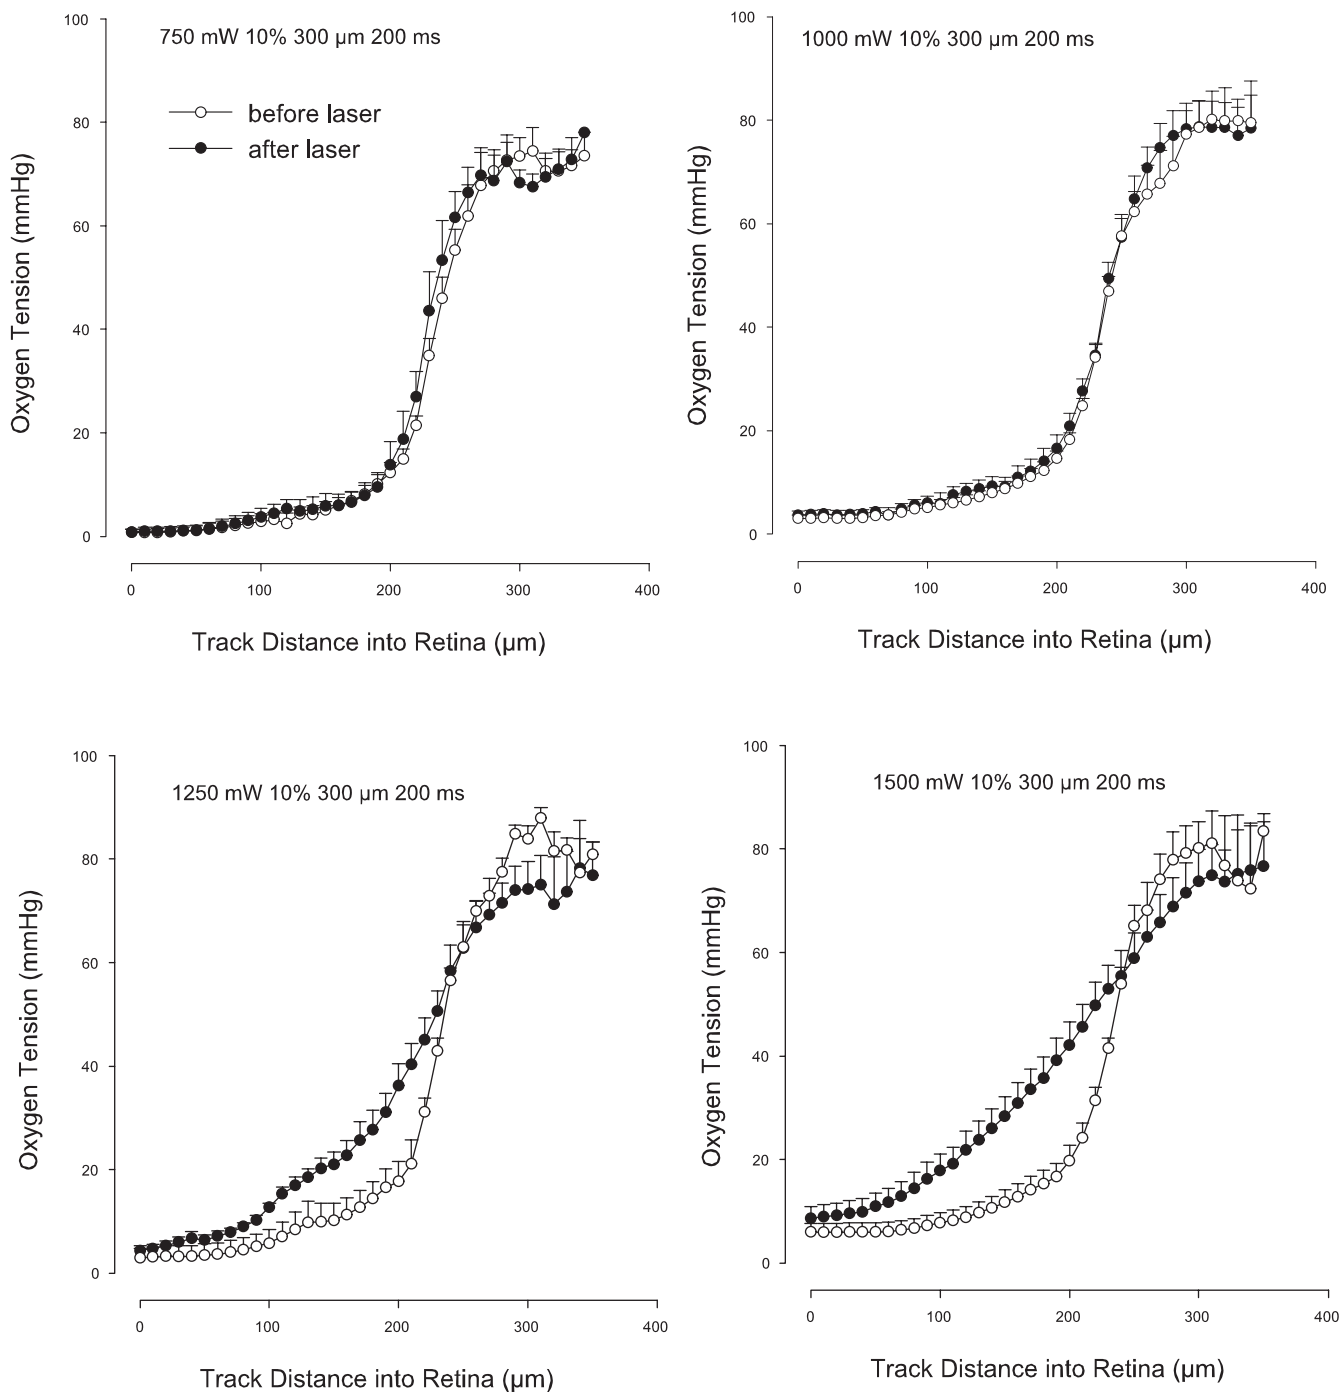 750 mW 10% 300 µm 200 ms
before laser
after laser
Oxygen Tension (mmHg)
100
80
60
40
20
0
0 100 200 300 400
Track Distance into Retina (µm)
1000 mW 10% 300 µm 200 ms
Oxygen Tension (mmHg)
100
80
60
40
20
0
0 100 200 300 400
Track Distance into Retina (µm)
1250 mW 10% 300 µm 200 ms
Oxygen Tension (mmHg)
100
80
60
40
20
0
0 100 200 300 400
Track Distance into Retina (µm)
1500 mW 10% 300 µm 200 ms
Oxygen Tension (mmHg)
100
80
60
40
20
0
0 100 200 300 400
Track Distance into Retina (µm)